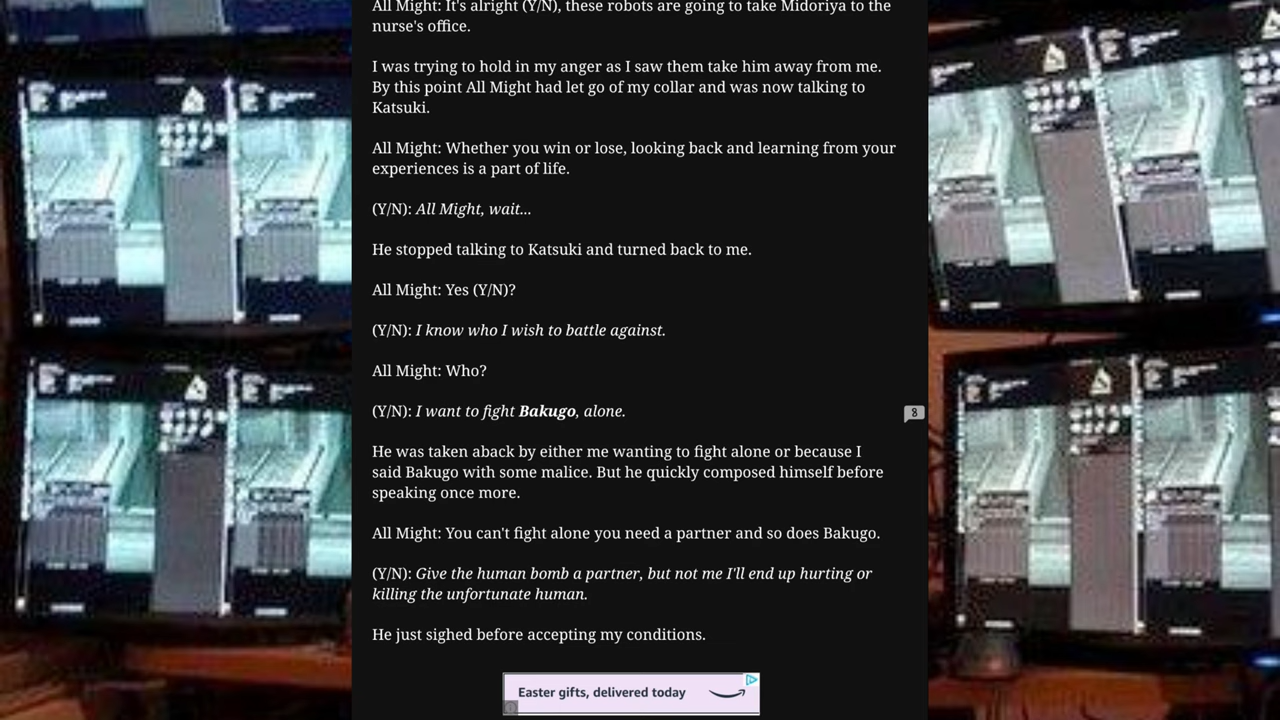 All Might: It's alright (Y/N), these robots are going to take Midoriya to the
nurse's office.
I was trying to hold in my anger as I saw them take him away from me.
By this point All Might had let go of my collar and was now talking to
Katsuki.
All Might: Whether you win or lose, looking back and learning from your
experiences is a part of life.
(Y/N): All Might, wait...
He stopped talking to Katsuki and turned back to me.
All Might: Yes (Y/N)?
(Y/N): I know who I wish to battle against.
All Might: Who?
(Y/N): I want to fight Bakugo, alone.
8
He was taken aback by either me wanting to fight alone or because I
said Bakugo with some malice. But he quickly composed himself before
speaking once more.
All Might: You can't fight alone you need a partner and so does Bakugo.
(Y/N): Give the human bomb a partner, but not me I'll end up hurting or
killing the unfortunate human.
He just sighed before accepting my conditions.
Easter gifts, delivered today